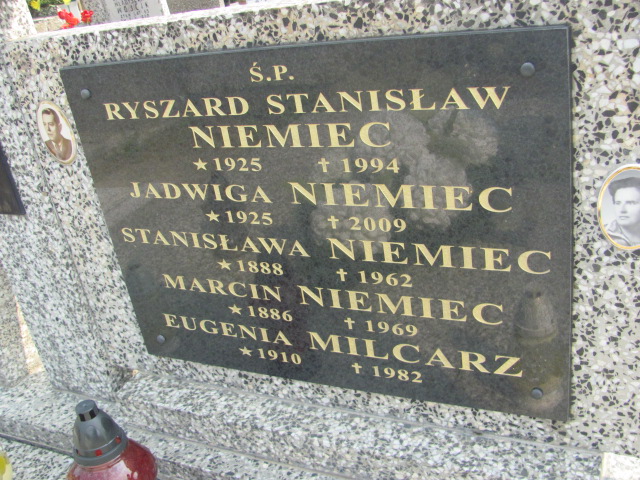 Ś.P.
RYSZARD STANISŁAW
NIEMIEC
★1925 ✝1994
JADWIGA NIEMIEC
★1925 ✝2009
STANISŁAWA NIEMIEC
★1888 ✝1962
MARCIN NIEMIEC
★1886 ✝1969
EUGENIA MILCARZ
★1910 ✝1982